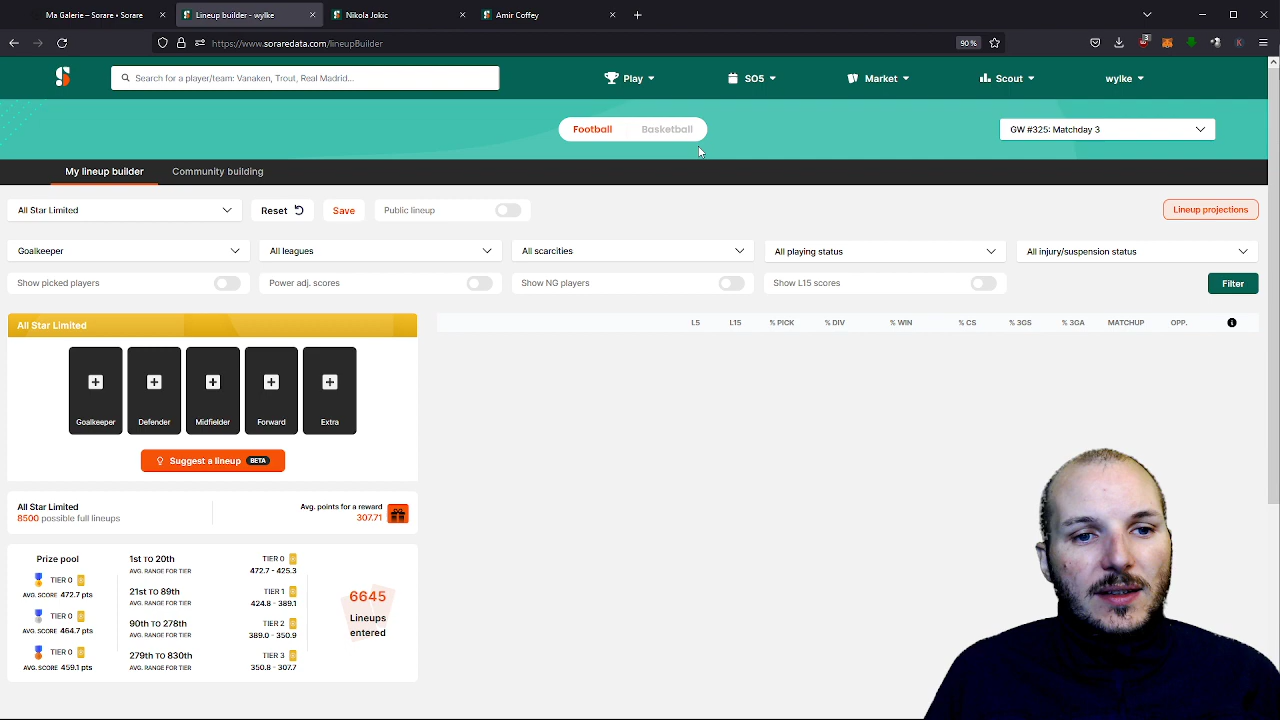 Ma Galerie – Sorare • Sorare
Lineup builder - wylke
Nikola Jokic
Amir Coffey
https://www.soraredata.com/lineupBuilder
90 %
3
K
Search for a player/team: Vanaken, Trout, Real Madrid...
Play
SO5
Market
Scout
wylke
Football
Basketball
GW #325: Matchday 3
My lineup builder
Community building
All Star Limited
Reset
Save
Public lineup
Lineup projections
Goalkeeper
All leagues
All scarcities
All playing status
All injury/suspension status
Show picked players
Power adj. scores
Show NG players
Show L15 scores
Filter
All Star Limited
L5
L15
% PICK
% DIV
% WIN
% CS
% 3GS
% 3GA
MATCHUP
OPP.
Goalkeeper
Defender
Midfielder
Forward
Extra
Suggest a lineup BETA
All Star Limited
8500 possible full lineups
Avg. points for a reward
307.71
Prize pool
TIER 0
AVG. SCORE 472.7 pts
TIER 0
AVG. SCORE 464.7 pts
TIER 0
AVG. SCORE 459.1 pts
1st TO 20th
AVG. RANGE FOR TIER
TIER 0
472.7 - 425.3
21st TO 89th
AVG. RANGE FOR TIER
TIER 1
424.8 - 389.1
90th TO 278th
AVG. RANGE FOR TIER
TIER 2
389.0 - 350.9
279th TO 830th
AVG. RANGE FOR TIER
TIER 3
350.8 - 307.7
6645
Lineups
entered